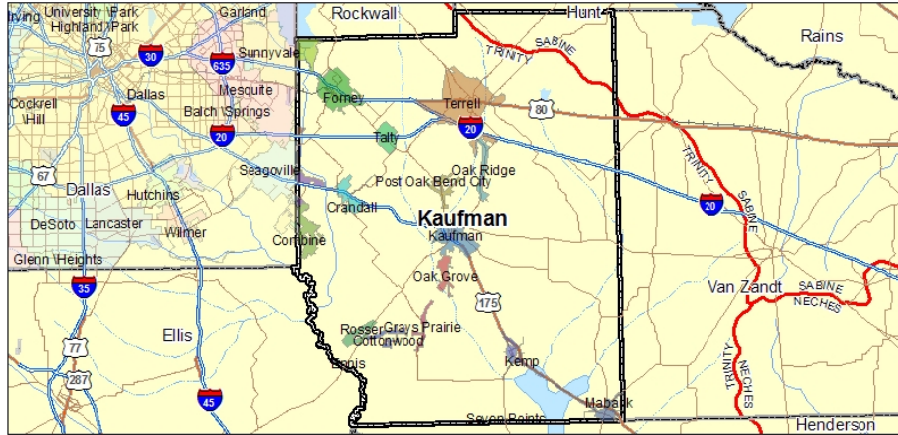 University \Park
Garland
Rockwall
Hunt
Irving
Highland \Park
75
30
Sunnyvale
635
SABINE
TRINITY
Rains
Mesquite
Cockrell \Hill
Dallas
45
Balch \Springs
20
Forney
Terrell
80
20
Talty
67
Dallas
Hutchins
Seagoville
Oak Ridge
Post Oak Bend City
TRINITY
SABINE
20
DeSoto
Lancaster
Wilmer
Crandall
Kaufman
Kaufman
Combine
Glenn \Heights
35
Oak Grove
175
Van Zandt
SABINE
NECHES
Ellis
77
287
Rosser
Grays Prairie
Cottonwood
Ennis
Kemp
TRINITY
NECHES
45
Mabank
Seven Points
Henderson